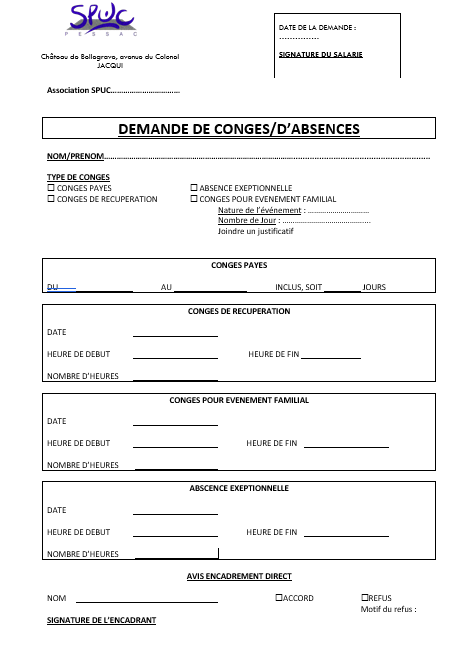 SPUC
PESSAC
DATE DE LA DEMANDE :
...............
SIGNATURE DU SALARIE
Château de Bellegrave, avenue du Colonel
JACQUI
Association SPUC..............................
DEMANDE DE CONGES/D'ABSENCES
NOM/PRENOM..............................................................................................................
TYPE DE CONGES
☐ CONGES PAYES ☐ ABSENCE EXEPTIONNELLE
☐ CONGES DE RECUPERATION ☐ CONGES POUR EVENEMENT FAMILIAL
Nature de l'événement : ..........................
Nombre de Jour : ....................................
Joindre un justificatif
CONGES PAYES
DU AU INCLUS, SOIT JOURS
CONGES DE RECUPERATION
DATE
HEURE DE DEBUT HEURE DE FIN
NOMBRE D'HEURES
CONGES POUR EVENEMENT FAMILIAL
DATE
HEURE DE DEBUT HEURE DE FIN
NOMBRE D'HEURES
ABSCENCE EXEPTIONNELLE
DATE
HEURE DE DEBUT HEURE DE FIN
NOMBRE D'HEURES
AVIS ENCADREMENT DIRECT
NOM ☐ACCORD ☐REFUS
Motif du refus :
SIGNATURE DE L'ENCADRANT